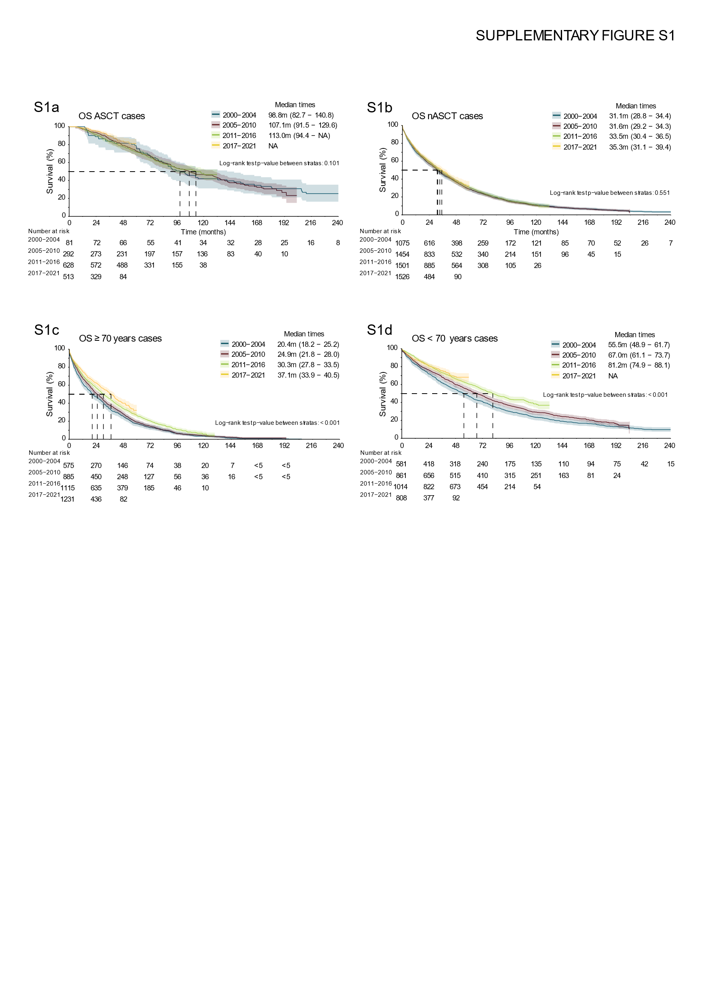 SUPPLEMENTARY FIGURE S1
S1a
OS ASCT cases
Median times
2000−2004 98.8m (82.7 − 140.8)
2005−2010 107.1m (91.5 − 129.6)
2011−2016 113.0m (94.4 − NA)
2017−2021 NA
Log−rank test p−value between stratas: 0.101
Survival (%)
100
80
60
40
20
0
0 24 48 72 96 120 144 168 192 216 240
Number at risk
Time (months)
2000−2004 81 72 66 55 41 34 32 28 25 16 8
2005−2010 292 273 231 197 157 136 83 40 10
2011−2016 628 572 488 331 155 38
2017−2021 513 329 84
S1b
OS nASCT cases
Median times
2000−2004 31.1m (28.8 − 34.4)
2005−2010 31.6m (29.2 − 34.3)
2011−2016 33.5m (30.4 − 36.5)
2017−2021 35.3m (31.1 − 39.4)
Log−rank test p−value between stratas: 0.551
Survival (%)
100
80
60
40
20
0
0 24 48 72 96 120 144 168 192 216 240
Number at risk
Time (months)
2000−2004 1075 616 398 259 172 121 85 70 52 26 7
2005−2010 1454 833 532 340 214 151 96 45 15
2011−2016 1501 885 564 308 105 26
2017−2021 1526 484 90
S1c
OS ≥ 70 years cases
Median times
2000−2004 20.4m (18.2 − 25.2)
2005−2010 24.9m (21.8 − 28.0)
2011−2016 30.3m (27.8 − 33.5)
2017−2021 37.1m (33.9 − 40.5)
Log−rank test p−value between stratas: < 0.001
Survival (%)
100
80
60
40
20
0
0 24 48 72 96 120 144 168 192 216 240
Number at risk
2000−2004 575 270 146 74 38 20 7 <5 <5
2005−2010 885 450 248 127 56 36 16 <5 <5
2011−2016 1115 635 379 185 46 10
2017−2021 1231 436 82
S1d
OS < 70 years cases
Median times
2000−2004 55.5m (48.9 − 61.7)
2005−2010 67.0m (61.1 − 73.7)
2011−2016 81.2m (74.9 − 88.1)
2017−2021 NA
Log−rank test p−value between stratas: < 0.001
Survival (%)
100
80
60
40
20
0
0 24 48 72 96 120 144 168 192 216 240
Number at risk
2000−2004 581 418 318 240 175 135 110 94 75 42 15
2005−2010 861 656 515 410 315 251 163 81 24
2011−2016 1014 822 673 454 214 54
2017−2021 808 377 92